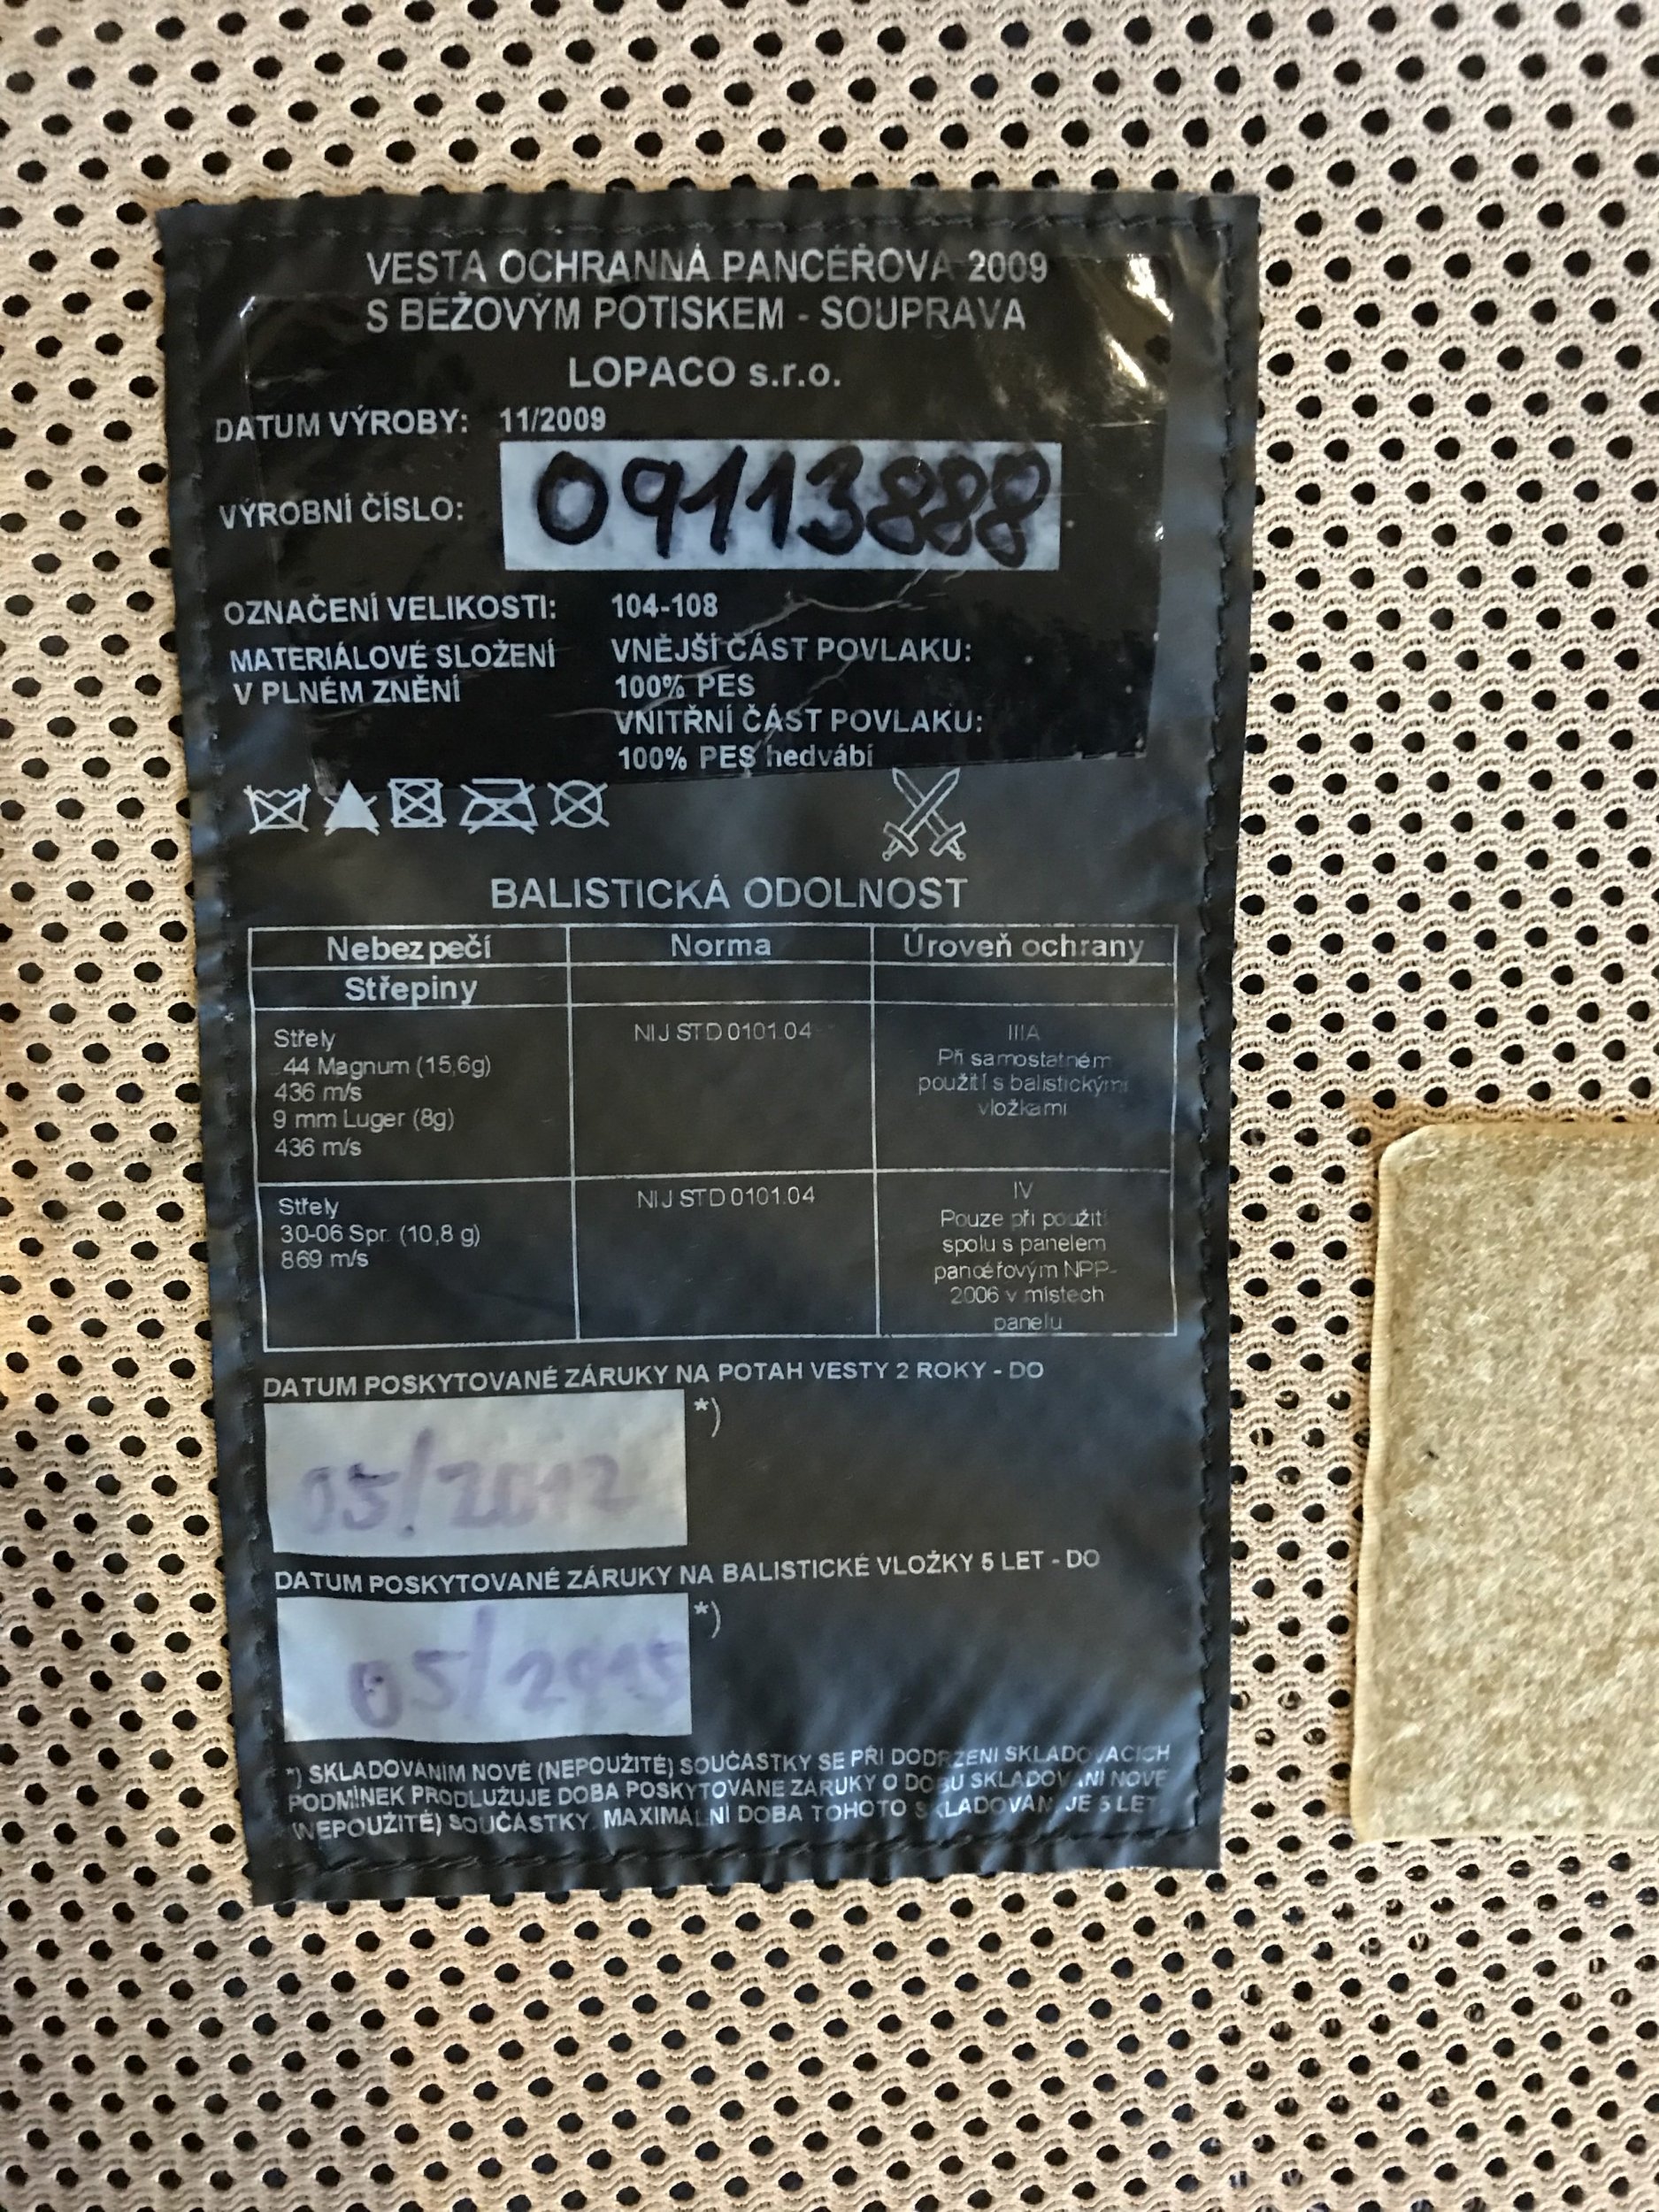 VESTA OCHRANNÁ PANCÉŘOVÁ 2009
S BÉŽOVÝM POTISKEM - SOUPRAVA
LOPACO s.r.o.
DATUM VÝROBY: 11/2009
VÝROBNÍ ČÍSLO: 09113888
OZNAČENÍ VELIKOSTI: 104-108
MATERIÁLOVÉ SLOŽENÍ
V PLNÉM ZNĚNÍ
VNĚJŠÍ ČÁST POVLAKU:
100% PES
VNITŘNÍ ČÁST POVLAKU:
100% PES hedvábí
BALISTICKÁ ODOLNOST
Nebezpečí Norma Úroveň ochrany
Střepiny
Střely
44 Magnum (15,6g)
436 m/s
9 mm Luger (8g)
436 m/s
NIJ STD 0101.04
IIIA
Při samostatném
použití s balistickými
vložkami
Střely
30-06 Spr. (10,8 g)
869 m/s
NIJ STD 0101.04
IV
Pouze při použití
spolu s panelem
pancéřovým NPP-
2006 v místech
panelu
DATUM POSKYTOVANÉ ZÁRUKY NA POTAH VESTY 2 ROKY - DO
05/2012 *)
DATUM POSKYTOVANÉ ZÁRUKY NA BALISTICKÉ VLOŽKY 5 LET - DO
05/2015 *)
*) SKLADOVÁNÍM NOVÉ (NEPOUŽITÉ) SOUČÁSTKY SE PŘI DODRŽENÍ SKLADOVACÍCH
PODMÍNEK PRODLUŽUJE DOBA POSKYTOVANÉ ZÁRUKY O DOBU SKLADOVÁNÍ NOVÉ
(NEPOUŽITÉ) SOUČÁSTKY. MAXIMÁLNÍ DOBA TOHOTO SKLADOVÁNÍ JE 5 LET